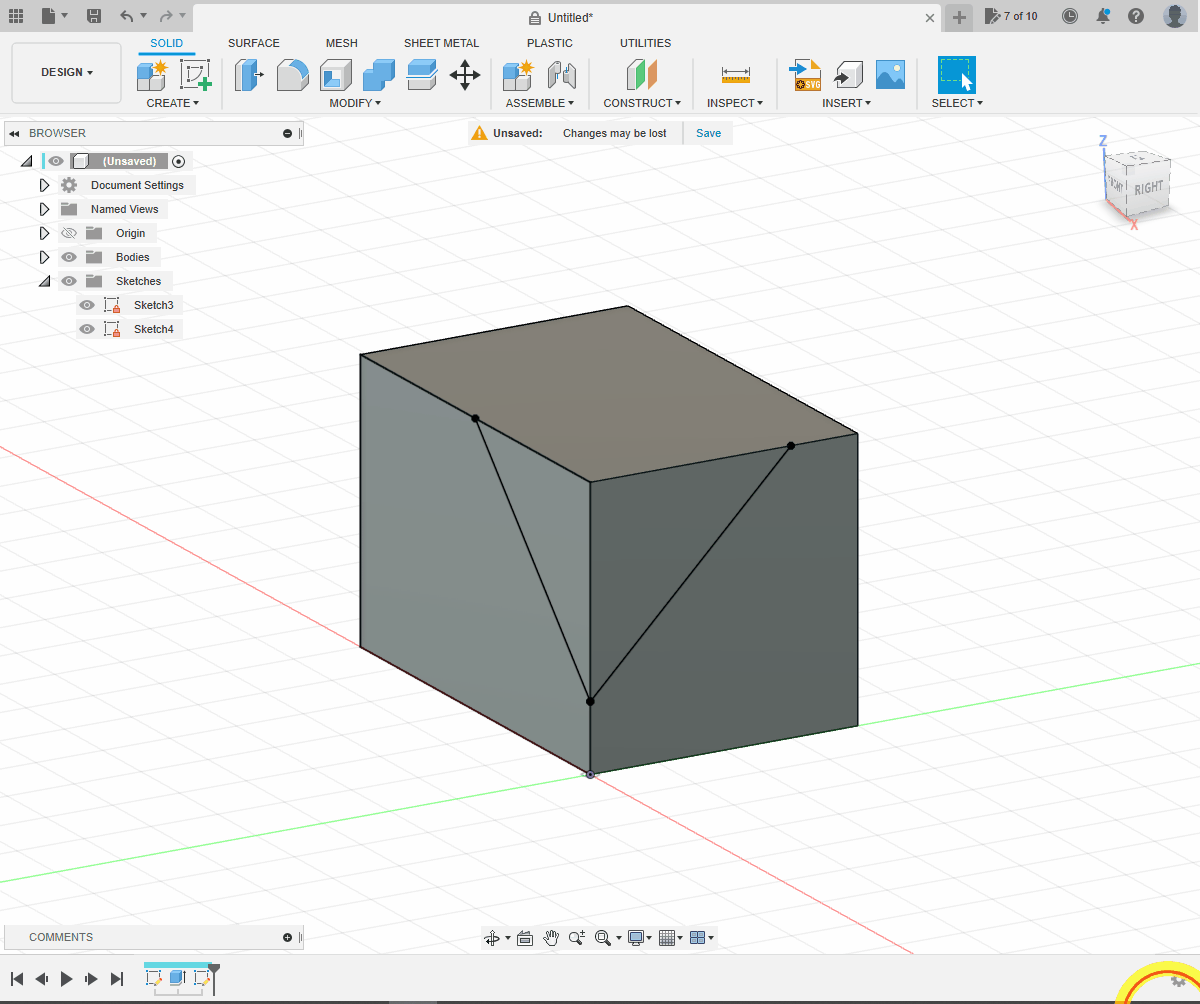 Untitled*
7 of 10
DESIGN
SOLID SURFACE MESH SHEET METAL PLASTIC UTILITIES
CREATE MODIFY ASSEMBLE CONSTRUCT INSPECT INSERT SELECT
SVG
BROWSER
Unsaved: Changes may be lost Save
(Unsaved)
Document Settings
Named Views
Origin
Bodies
Sketches
Sketch3
Sketch4
Z
FRONT RIGHT
X
COMMENTS